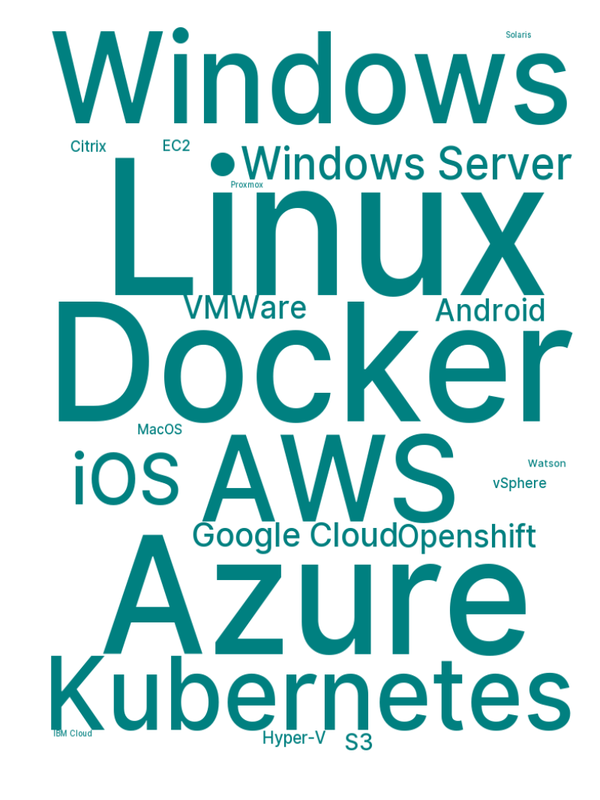 Windows
Solaris
Citrix
EC2
Windows Server
Proxmox
Linux
VMWare
Android
Docker
MacOS
iOS
AWS
Watson
vSphere
Google Cloud
Openshift
Azure
Kubernetes
IBM Cloud
Hyper-V
S3